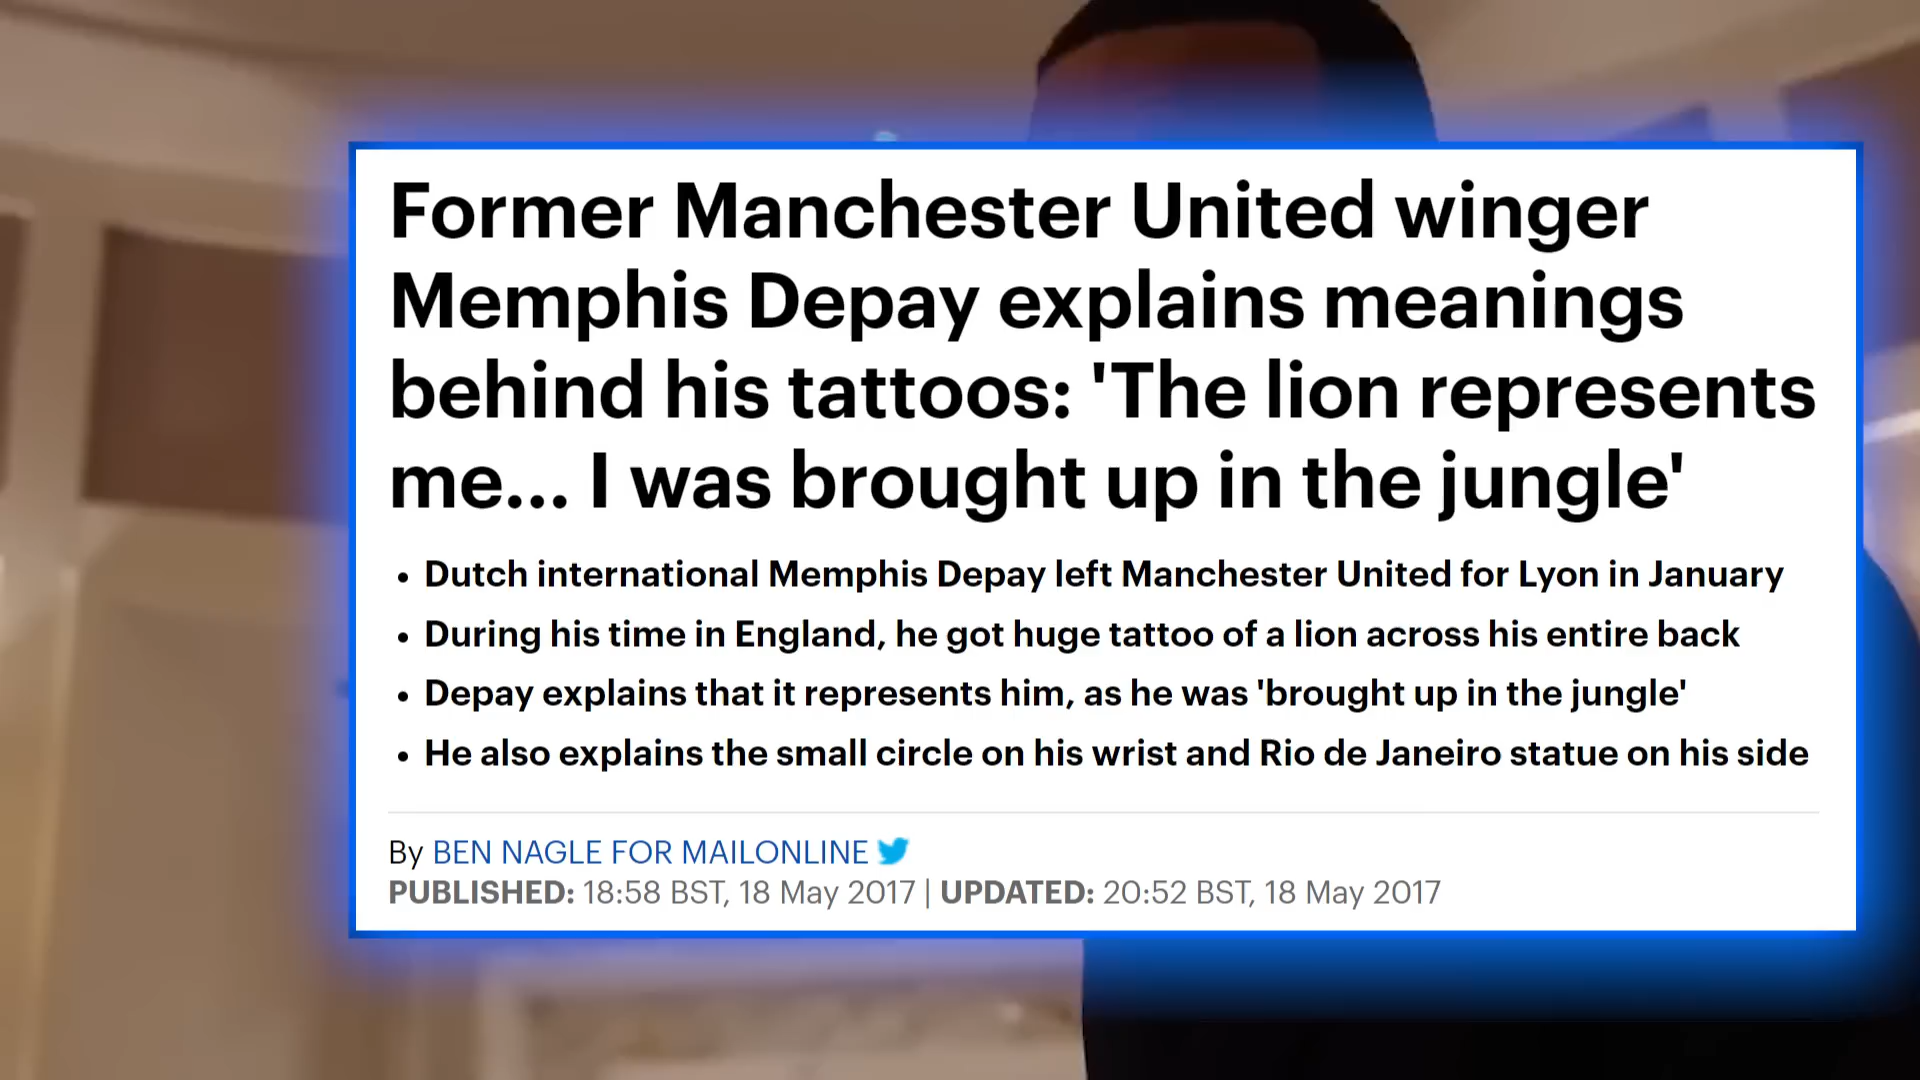 Former Manchester United winger
Memphis Depay explains meanings
behind his tattoos: 'The lion represents
me... I was brought up in the jungle'
• Dutch international Memphis Depay left Manchester United for Lyon in January
• During his time in England, he got huge tattoo of a lion across his entire back
• Depay explains that it represents him, as he was 'brought up in the jungle'
• He also explains the small circle on his wrist and Rio de Janeiro statue on his side
By BEN NAGLE FOR MAILONLINE
PUBLISHED: 18:58 BST, 18 May 2017 | UPDATED: 20:52 BST, 18 May 2017